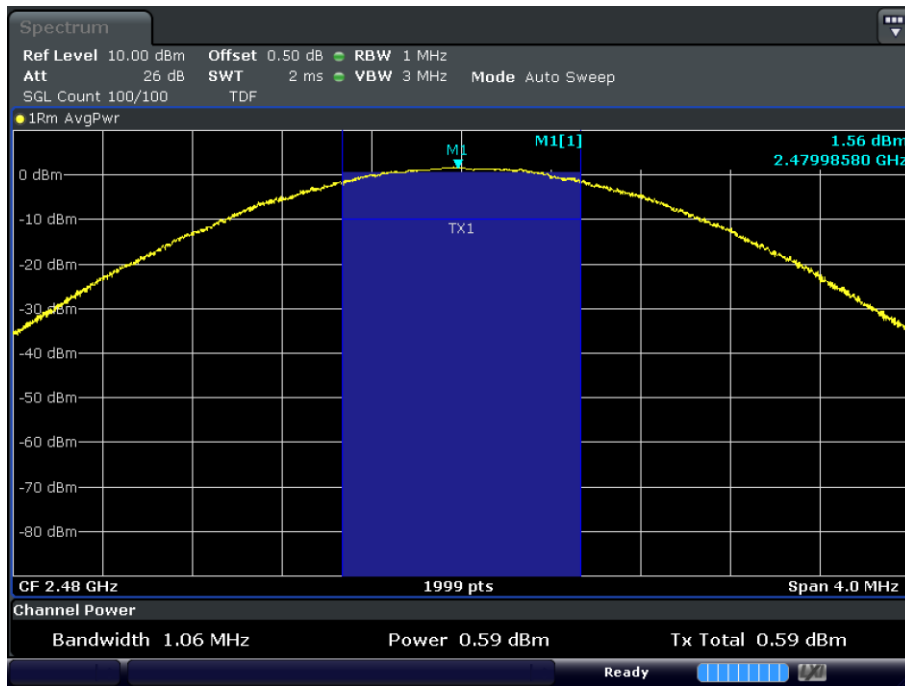 Spectrum
Ref Level 10.00 dBm Offset 0.50 dB RBW 1 MHz
Att 26 dB SWT 2 ms VBW 3 MHz Mode Auto Sweep
SGL Count 100/100 TDF
1Rm AvgPwr
M1[1] 1.56 dBm
2.47998580 GHz
M1
0 dBm
-10 dBm
TX1
-20 dBm
-30 dBm
-40 dBm
-50 dBm
-60 dBm
-70 dBm
-80 dBm
CF 2.48 GHz 1999 pts Span 4.0 MHz
Channel Power
Bandwidth 1.06 MHz Power 0.59 dBm Tx Total 0.59 dBm
Ready LXI